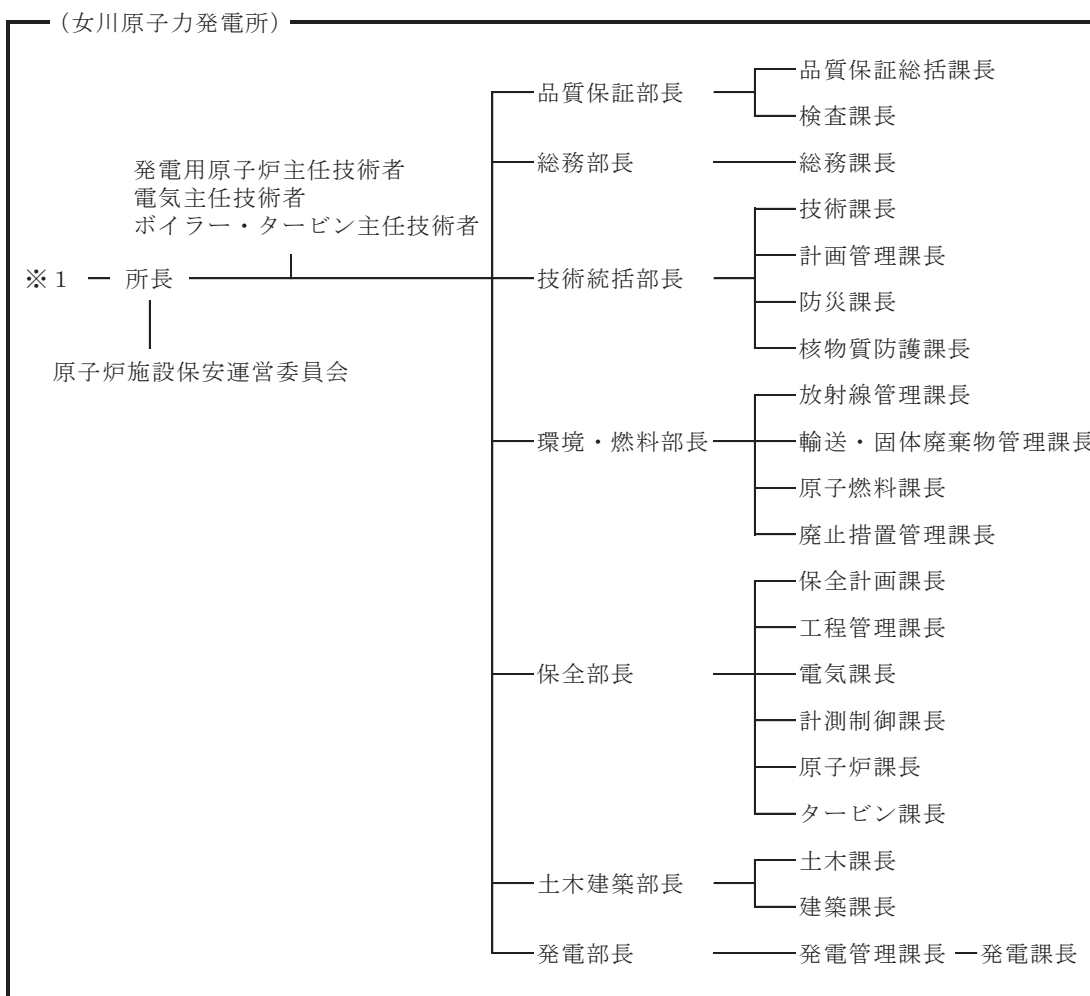 （女川原子力発電所）
品質保証部長
品質保証総括課長
検査課長
総務部長
総務課長
発電用原子炉主任技術者
電気主任技術者
ボイラー・タービン主任技術者
※１
所長
原子炉施設保安運営委員会
技術統括部長
技術課長
計画管理課長
防災課長
核物質防護課長
環境・燃料部長
放射線管理課長
輸送・固体廃棄物管理課長
原子燃料課長
廃止措置管理課長
保全部長
保全計画課長
工程管理課長
電気課長
計測制御課長
原子炉課長
タービン課長
土木建築部長
土木課長
建築課長
発電部長
発電管理課長
発電課長